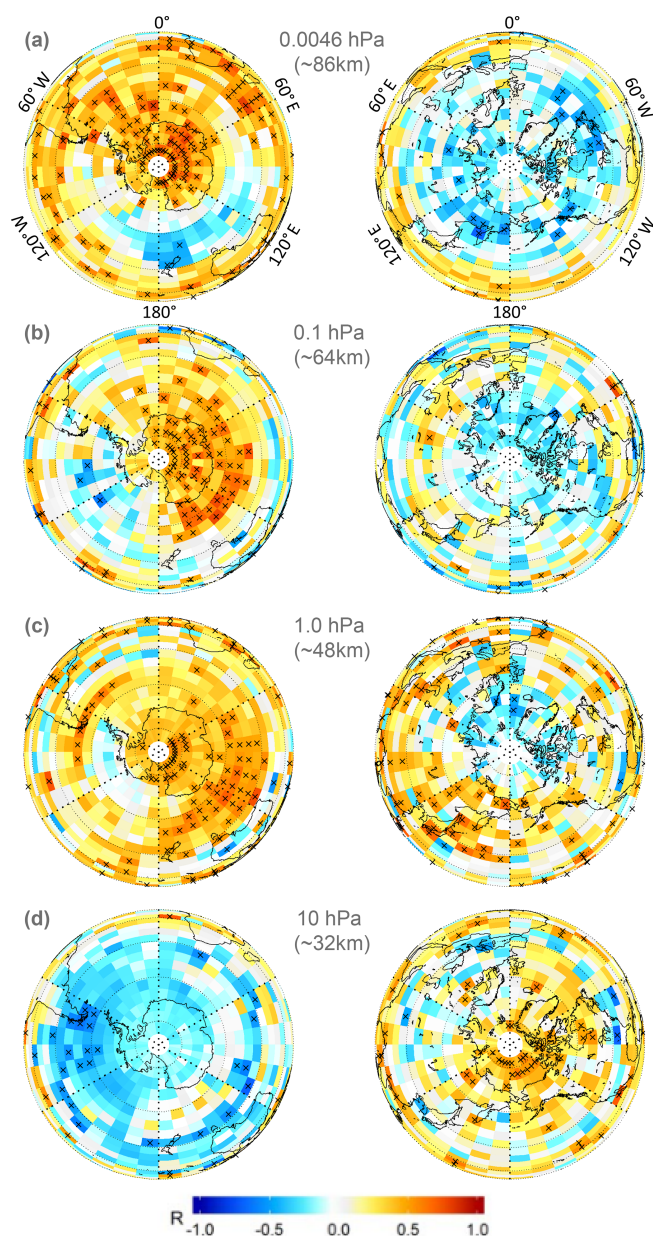 0°
(a)
0.0046 hPa
(~86km)
60° W
60° E
60° E
60° W
120° W
120° E
120° E
120° W
180°
180°
(b)
0.1 hPa
(~64km)
(c)
1.0 hPa
(~48km)
(d)
10 hPa
(~32km)
R
-1.0
-0.5
0.0
0.5
1.0
0°